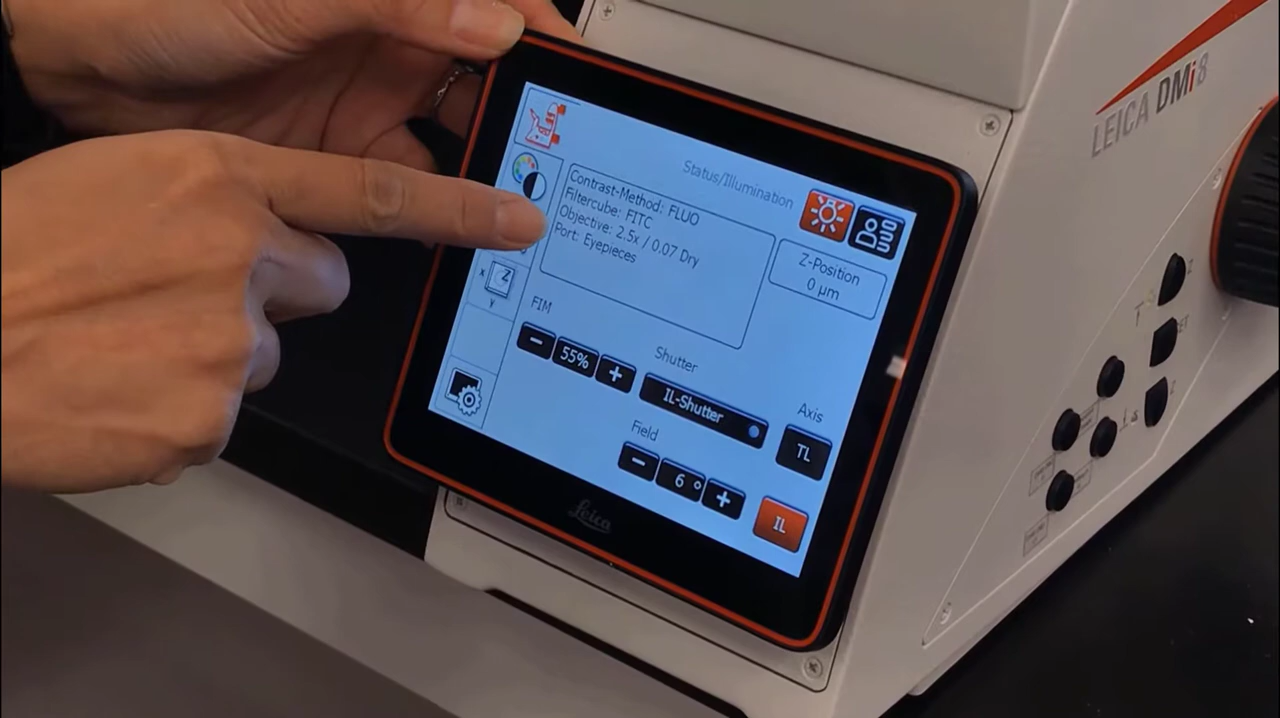 LEICA DMi8
Status/Illumination
Contrast-Method: FLUO
Filtercube: FITC
Objective: 2.5x / 0.07 Dry
Port: Eyepieces
Z-Position
0 µm
X
Z
Y
FIM
55%
Shutter
IL-Shutter
Axis
TL
Field
6
IL
Leica
Z